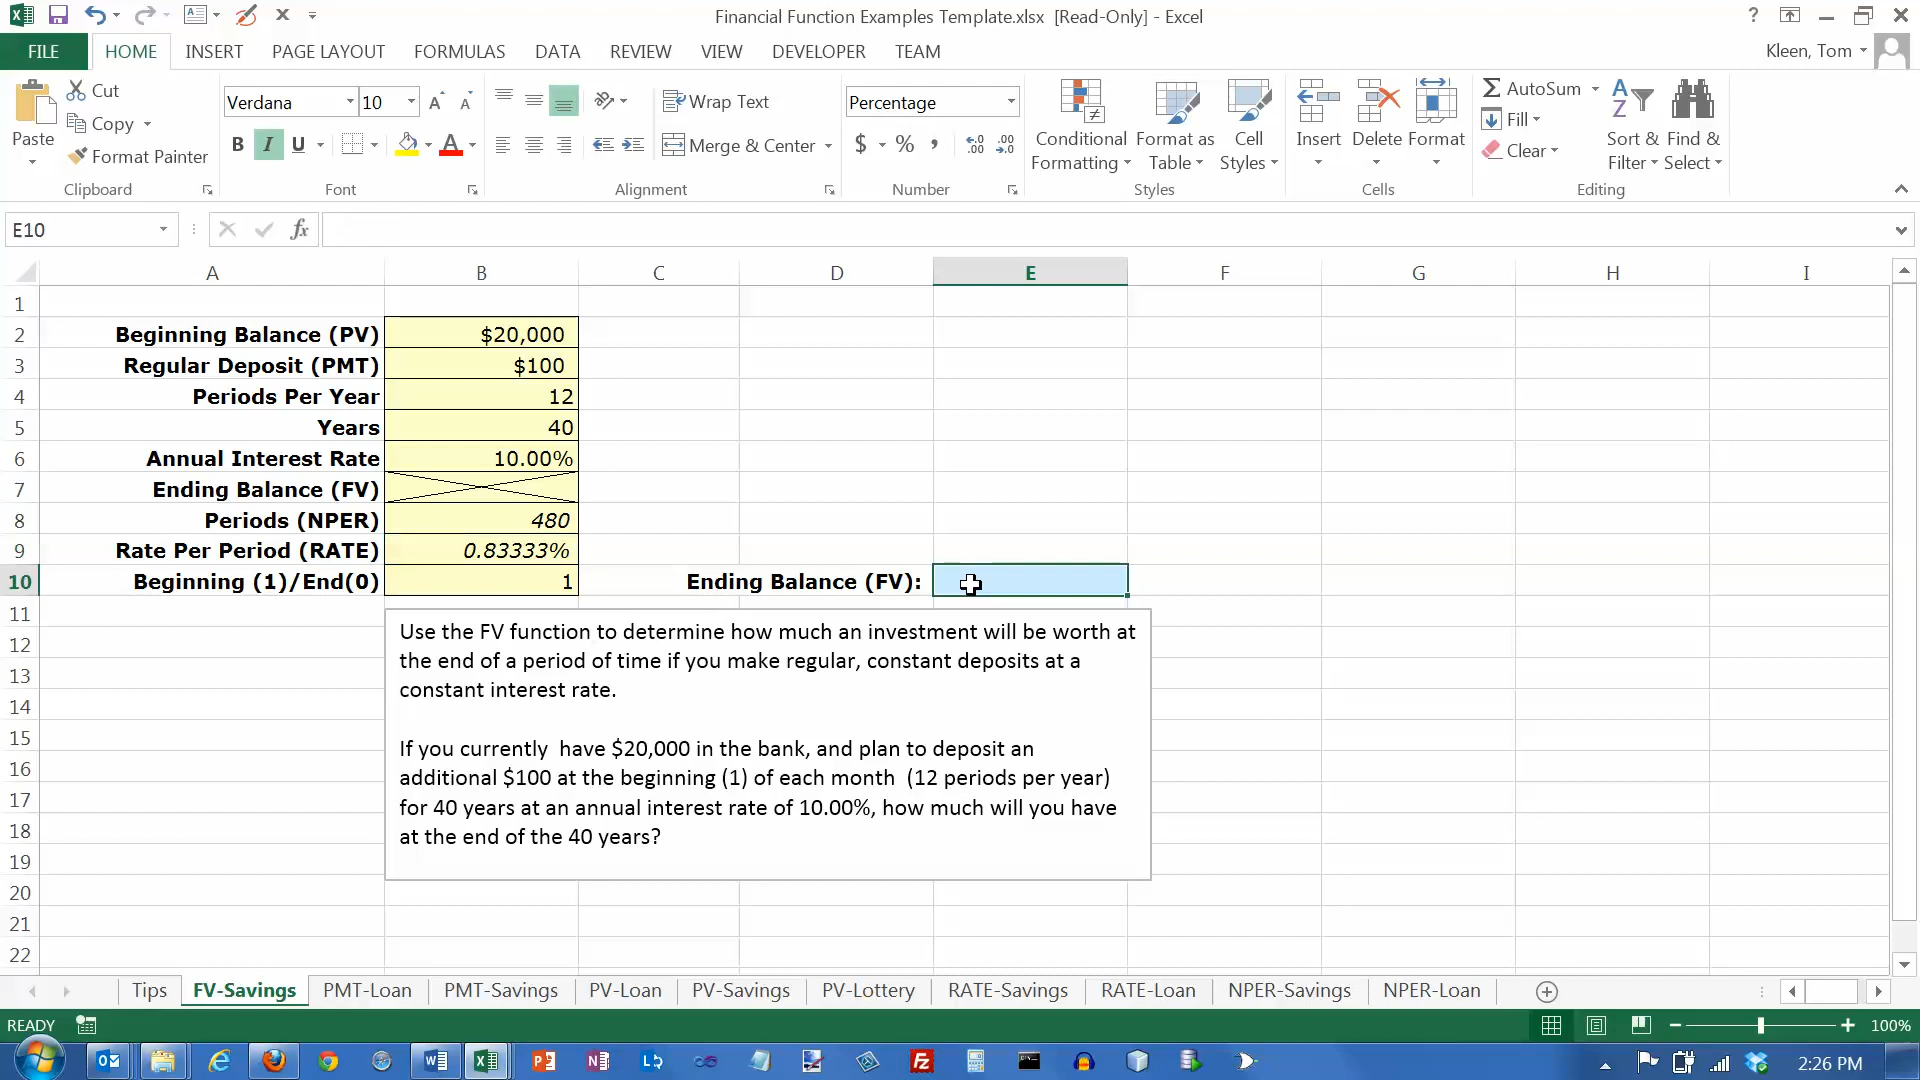 Financial Function Examples Template.xlsx [Read-Only] - Excel
FILE HOME INSERT PAGE LAYOUT FORMULAS DATA REVIEW VIEW DEVELOPER TEAM
Kleen, Tom
Paste
Cut
Copy
Format Painter
Clipboard
Verdana 10
B I U
Font
Wrap Text
Merge & Center
Alignment
Percentage
$ % ,
Number
Conditional Formatting
Format as Table
Cell Styles
Styles
Insert Delete Format
Cells
AutoSum
Fill
Clear
Sort & Filter
Find & Select
Editing
E10
fx
A B C D E F G H I
1
2 Beginning Balance (PV) $20,000
3 Regular Deposit (PMT) $100
4 Periods Per Year 12
5 Years 40
6 Annual Interest Rate 10.00%
7 Ending Balance (FV)
8 Periods (NPER) 480
9 Rate Per Period (RATE) 0.83333%
10 Beginning (1)/End(0) 1 Ending Balance (FV):
11
12
13
14
15
16
17
18
19
20
21
22
Use the FV function to determine how much an investment will be worth at
the end of a period of time if you make regular, constant deposits at a
constant interest rate.
If you currently have $20,000 in the bank, and plan to deposit an
additional $100 at the beginning (1) of each month (12 periods per year)
for 40 years at an annual interest rate of 10.00%, how much will you have
at the end of the 40 years?
Tips FV-Savings PMT-Loan PMT-Savings PV-Loan PV-Savings PV-Lottery RATE-Savings RATE-Loan NPER-Savings NPER-Loan
READY
100%
2:26 PM